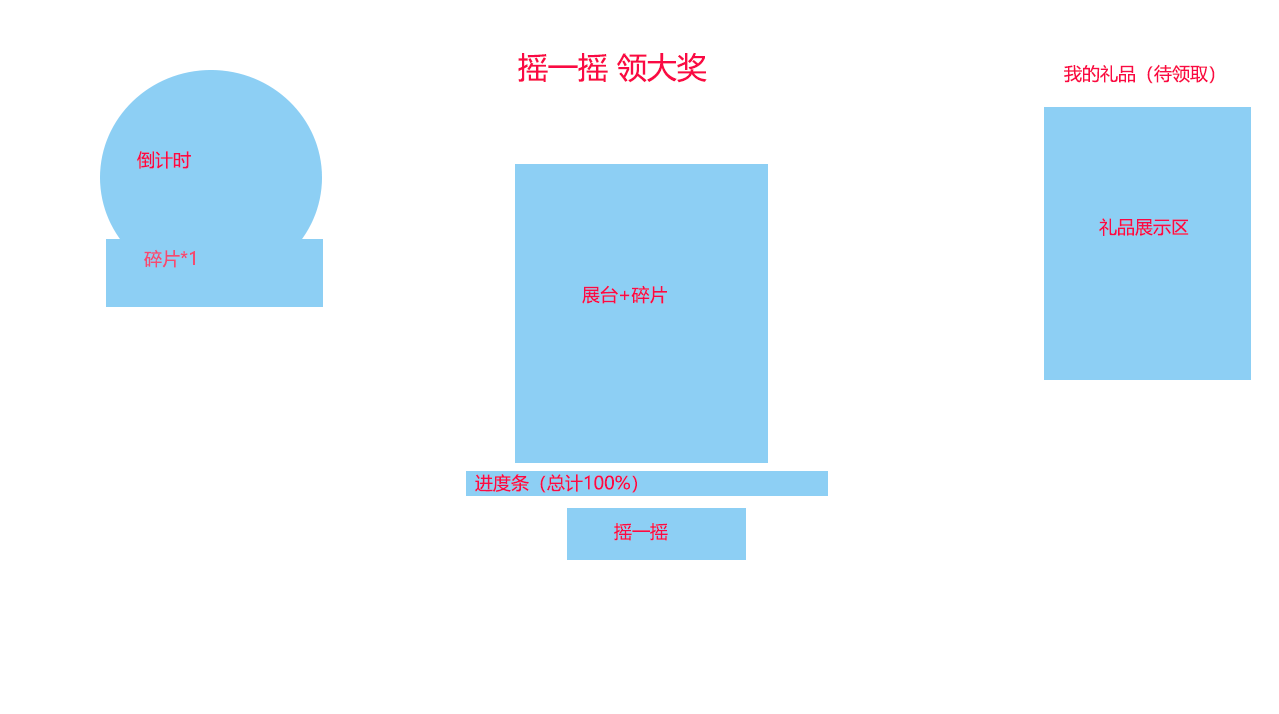 摇一摇 领大奖
我的礼品（待领取）
倒计时
碎片*1
展台+碎片
礼品展示区
进度条（总计100%）
摇一摇